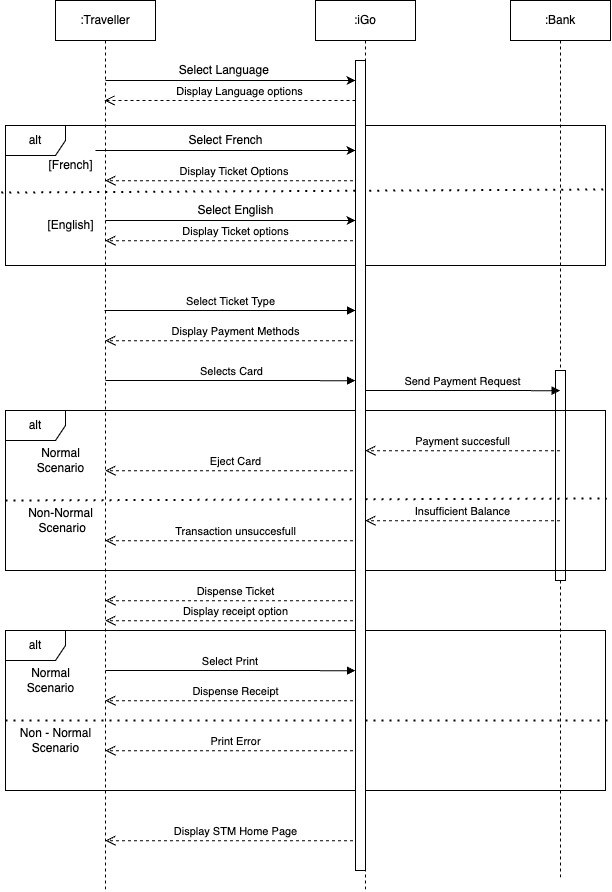 :Traveller
:iGo
:Bank
Select Language
Display Language options
alt
Select French
[French]
Display Ticket Options
Select English
[English]
Display Ticket options
Select Ticket Type
Display Payment Methods
Selects Card
Send Payment Request
alt
Payment succesfull
Normal
Scenario
Eject Card
Non-Normal
Scenario
Insufficient Balance
Transaction unsuccesfull
Dispense Ticket
Display receipt option
alt
Select Print
Normal
Scenario
Dispense Receipt
Non - Normal
Scenario
Print Error
Display STM Home Page